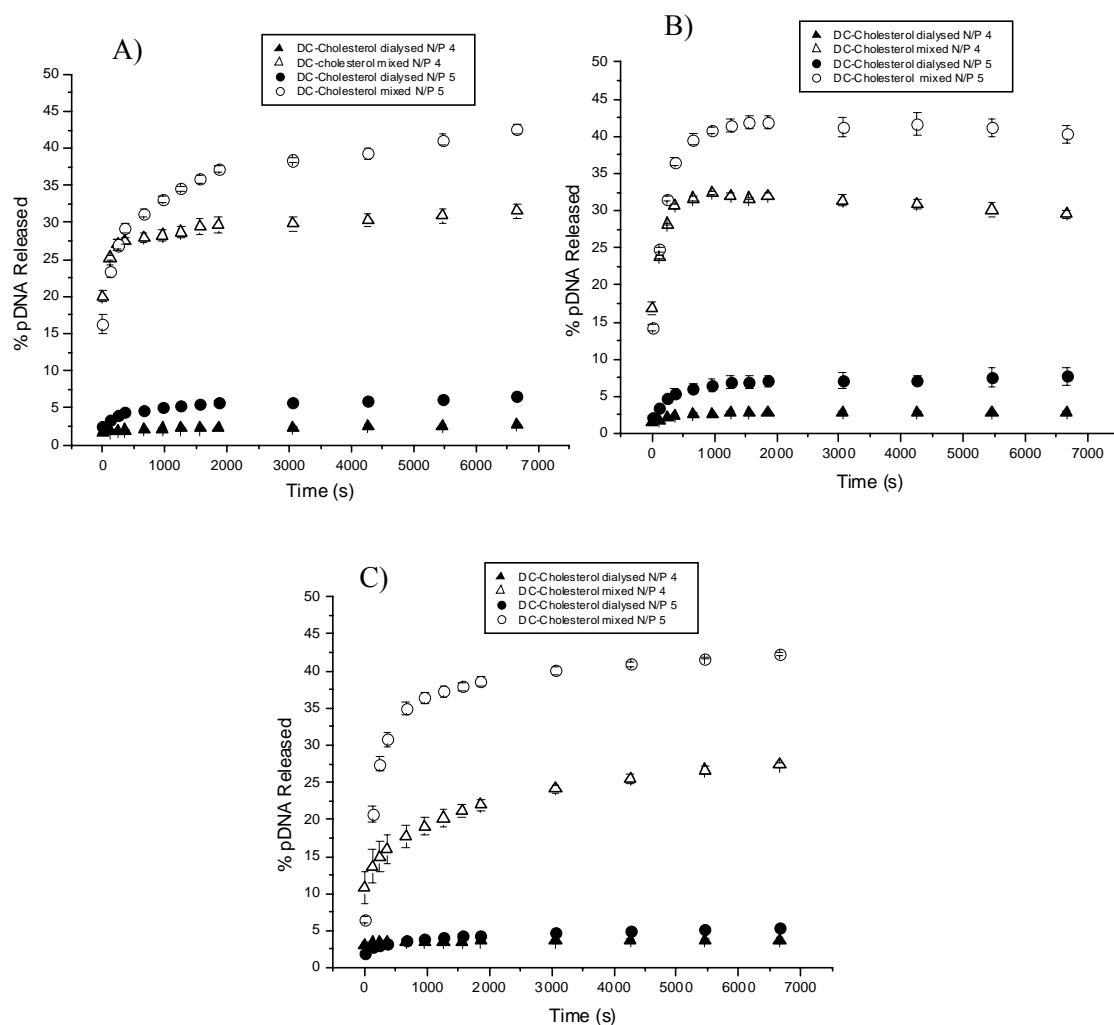 A)
DC-Cholesterol dialysed N/P 4
DC-cholesterol mixed N/P 4
DC-Cholesterol dialysed N/P 5
DC-Cholesterol mixed N/P 5
50
45
40
35
30
25
20
15
10
5
0
% pDNA Released
0 1000 2000 3000 4000 5000 6000 7000
Time (s)
B)
DC-Cholesterol dialysed N/P 4
DC-Cholesterol mixed N/P 4
DC-Cholesterol dialysed N/P 5
DC-Cholesterol mixed N/P 5
50
45
40
35
30
25
20
15
10
5
0
% pDNA Released
0 1000 2000 3000 4000 5000 6000 7000
Time (s)
C)
DC-Cholesterol dialysed N/P 4
DC-Cholesterol mixed N/P 4
DC-Cholesterol dialysed N/P 5
DC-Cholesterol mixed N/P 5
50
45
40
35
30
25
20
15
10
5
0
% pDNA Released
0 1000 2000 3000 4000 5000 6000 7000
Time (s)